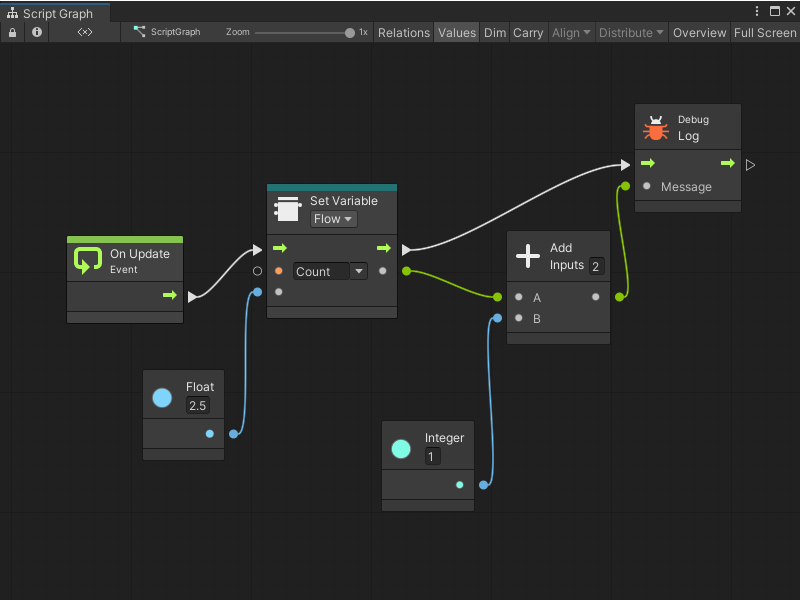 Script Graph
ScriptGraph Zoom 1x Relations Values Dim Carry Align Distribute Overview Full Screen
Debug
Log
Message
Set Variable
Flow
Count
On Update
Event
Add
Inputs 2
A
B
Float
2.5
Integer
1